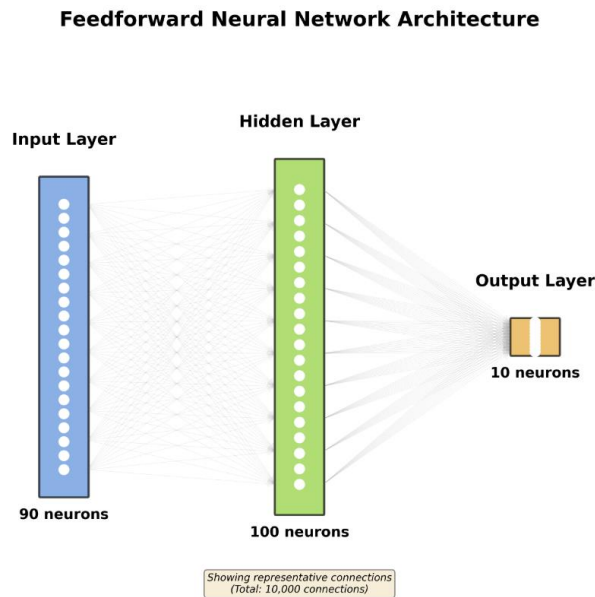 Feedforward Neural Network Architecture
Hidden Layer
Input Layer
Output Layer
10 neurons
90 neurons
100 neurons
Showing representative connections
(Total: 10,000 connections)